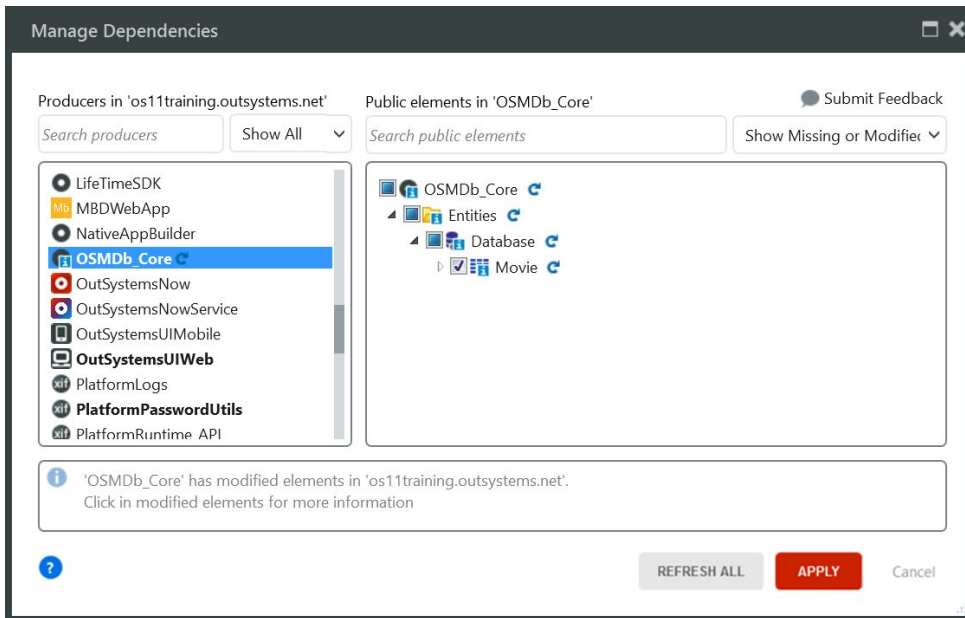 Manage Dependencies
Producers in 'os11training.outsystems.net'
Search producers
Show All
Public elements in 'OSMDb_Core'
Submit Feedback
Search public elements
Show Missing or Modifiec
LifeTimeSDK
Mb MBDWebApp
NativeAppBuilder
OSMDb_Core
OutSystemsNow
OutSystemsNowService
OutSystemsUIMobile
OutSystemsUIWeb
xif PlatformLogs
xif PlatformPasswordUtils
xif PlatformRuntime_API
OSMDb_Core
Entities
Database
Movie
'OSMDb_Core' has modified elements in 'os11training.outsystems.net'.
Click in modified elements for more information
?
REFRESH ALL
APPLY
Cancel